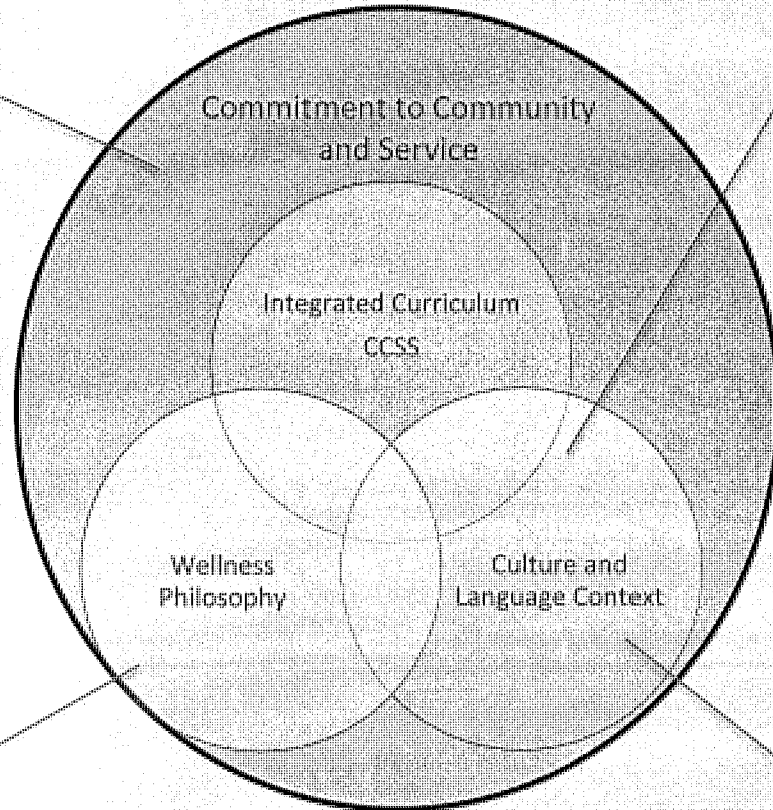 Commitment to Community
and Service
Integrated Curriculum
CCSS
Wellness
Philosophy
Culture and
Language Context